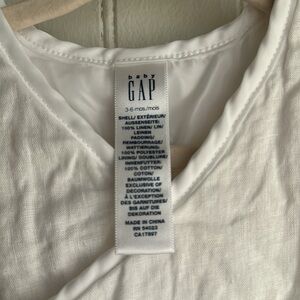 baby
GAP
3-6 mos./mois
SHELL/ EXTÉRIEUR/
AUSSENSEITE:
100% LINEN/ LIN/
LEINEN
PADDING/
REMBOURRAGE/
WATTIERUNG:
100% POLYESTER
LINING/ DOUBLURE/
INNENFUTTER:
100% COTTON/
COTON/
BAUMWOLLE
EXCLUSIVE OF
DECORATION/
À L'EXCEPTION
DES GARNITURES/
BIS AUF DIE
DEKORATION
MADE IN CHINA
RN 54023
CA17897